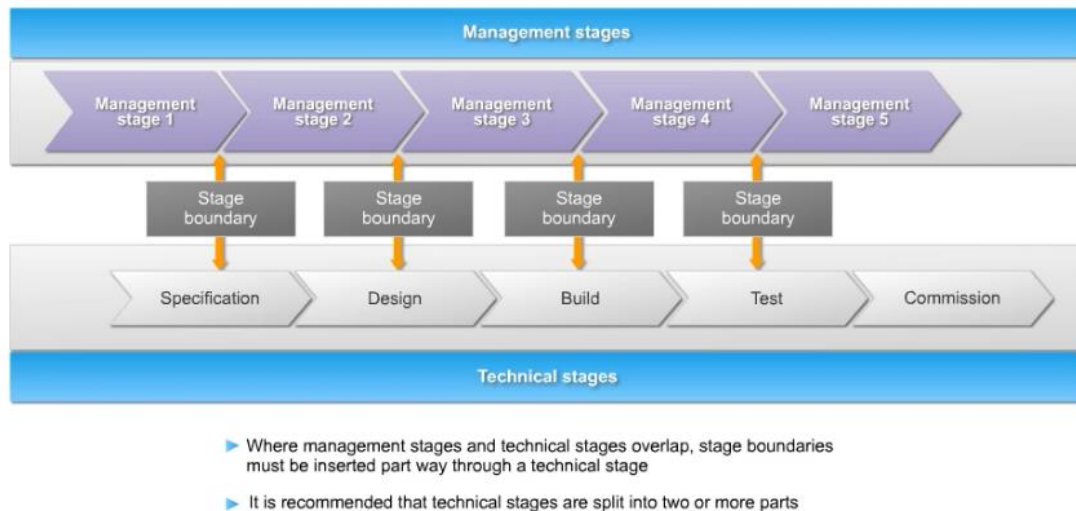 Management stages
Management
stage 1
Management
stage 2
Management
stage 3
Management
stage 4
Management
stage 5
Stage
boundary
Stage
boundary
Stage
boundary
Stage
boundary
Specification
Design
Build
Test
Commission
Technical stages
Where management stages and technical stages overlap, stage boundaries
must be inserted part way through a technical stage
It is recommended that technical stages are split into two or more parts